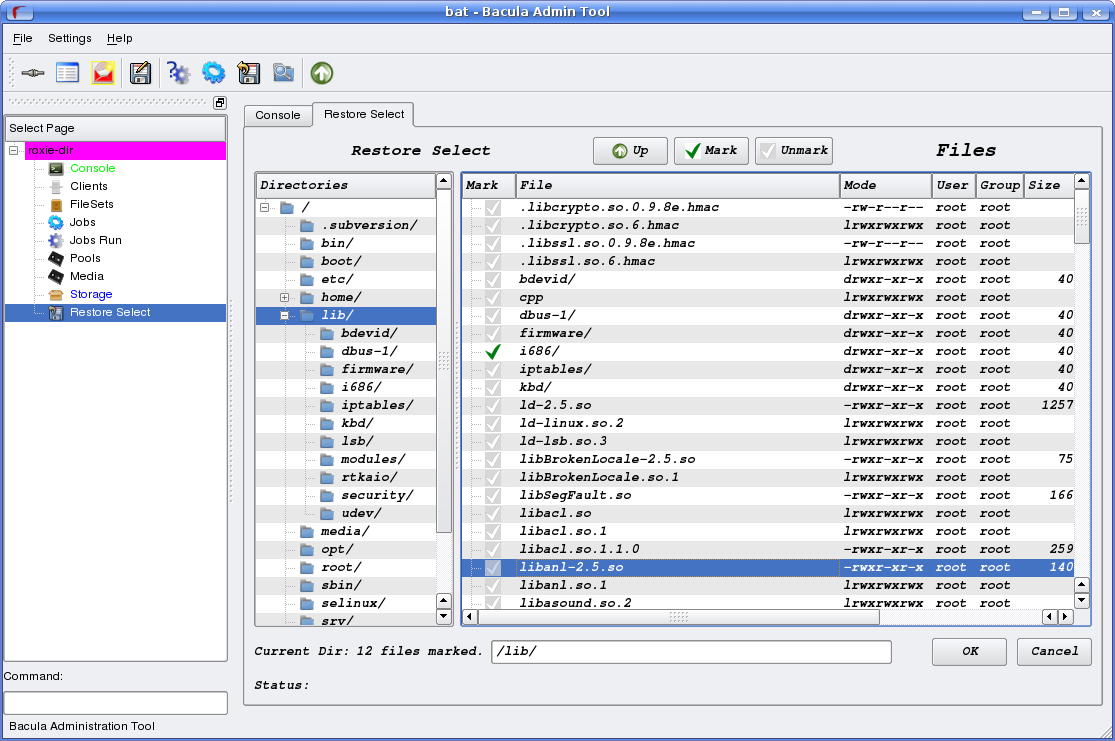 bat - Bacula Admin Tool
File Settings Help
Select Page
roxie-dir
Console
Clients
FileSets
Jobs
Jobs Run
Pools
Media
Storage
Restore Select
Command:
Bacula Administration Tool
Console Restore Select
Restore Select Up Mark Unmark Files
Directories
/
.subversion/
bin/
boot/
etc/
home/
lib/
bdevid/
dbus-1/
firmware/
i686/
iptables/
kbd/
lsb/
modules/
rtkaio/
security/
udev/
media/
opt/
root/
sbin/
selinux/
srv/
Mark File Mode User Group Size
.libcrypto.so.0.9.8e.hmac -rw-r--r-- root root
.libcrypto.so.6.hmac lrwxrwxrwx root root
.libssl.so.0.9.8e.hmac -rw-r--r-- root root
.libssl.so.6.hmac lrwxrwxrwx root root
bdevid/ drwxr-xr-x root root 40
cpp lrwxrwxrwx root root
dbus-1/ drwxr-xr-x root root 40
firmware/ drwxr-xr-x root root 40
i686/ drwxr-xr-x root root 40
iptables/ drwxr-xr-x root root 40
kbd/ drwxr-xr-x root root 40
ld-2.5.so -rwxr-xr-x root root 1257
ld-linux.so.2 lrwxrwxrwx root root
ld-lsb.so.3 lrwxrwxrwx root root
libBrokenLocale-2.5.so -rwxr-xr-x root root 75
libBrokenLocale.so.1 lrwxrwxrwx root root
libSegFault.so -rwxr-xr-x root root 166
libacl.so lrwxrwxrwx root root
libacl.so.1 lrwxrwxrwx root root
libacl.so.1.1.0 -rwxr-xr-x root root 259
libanl-2.5.so -rwxr-xr-x root root 140
libanl.so.1 lrwxrwxrwx root root
libasound.so.2 lrwxrwxrwx root root
Current Dir: 12 files marked. /lib/ OK Cancel
Status: